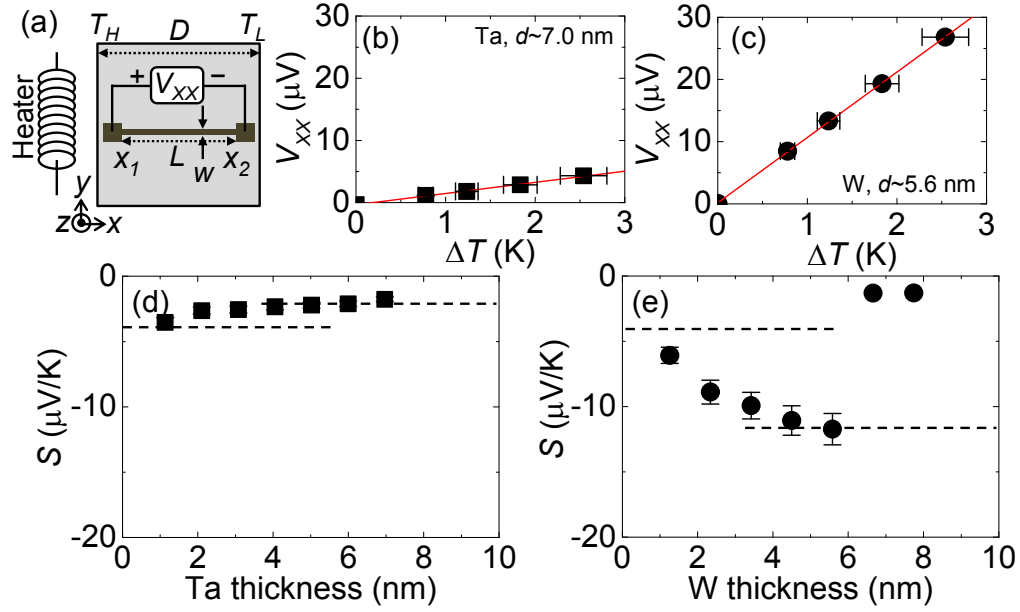 (a)
T_H
D
T_L
+ V_XX −
Heater
x_1
L
x_2
w
y
z
x
(b)
Ta, d~7.0 nm
V_XX (μV)
30
20
10
0
0
1
2
3
ΔT (K)
(c)
W, d~5.6 nm
V_XX (μV)
30
20
10
0
0
1
2
3
ΔT (K)
(d)
S (μV/K)
0
-10
-20
0
2
4
6
8
10
Ta thickness (nm)
(e)
S (μV/K)
0
-10
-20
0
2
4
6
8
10
W thickness (nm)